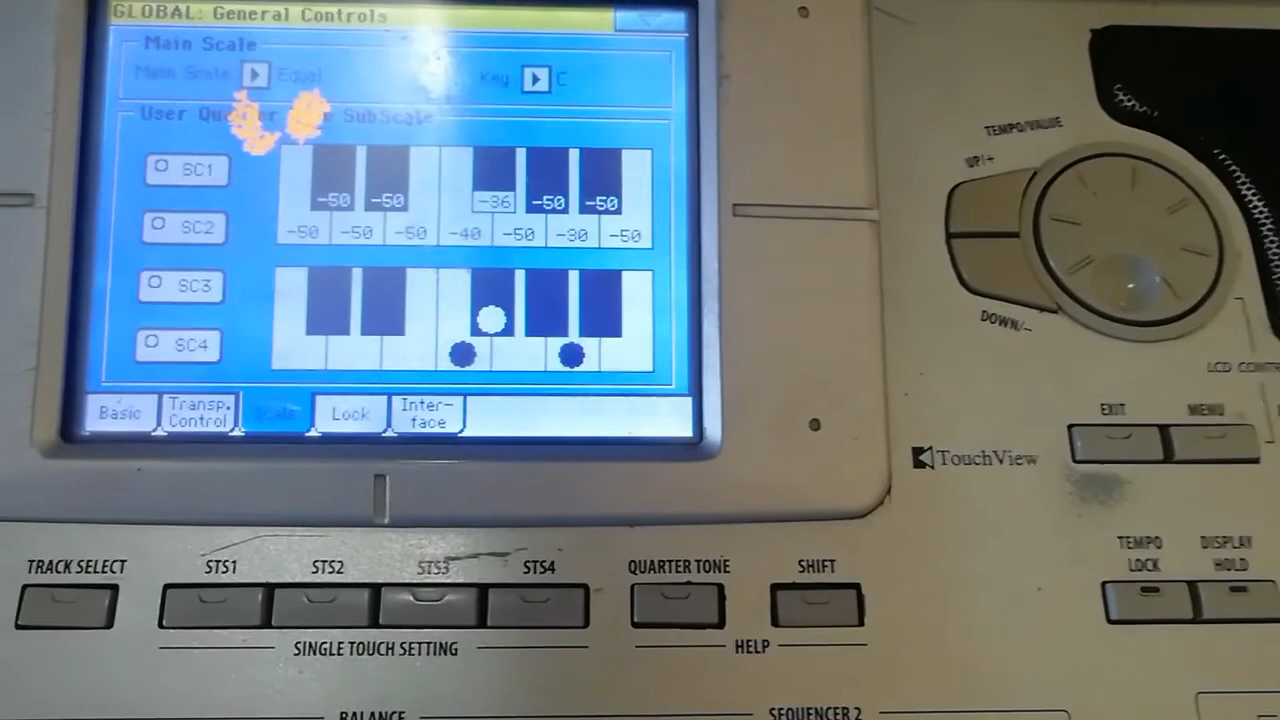 GLOBAL: General Controls
Main Scale
Main Scale Equal
Key C
SubScale
SC1
-50 -50 -36 -50 -50
-50 -50 -50 -40 -50 -30 -50
SC2
SC3
SC4
Basic
Transp.
Control
Scale
Lock
Inter-
face
TEMPO/VALUE
UP/+
DOWN/-
EXIT
MENU
TouchView
TRACK SELECT
STS1
STS2
STS3
STS4
SINGLE TOUCH SETTING
QUARTER TONE
SHIFT
HELP
TEMPO
LOCK
DISPLAY
HOLD
BALANCE
SEQUENCER 2